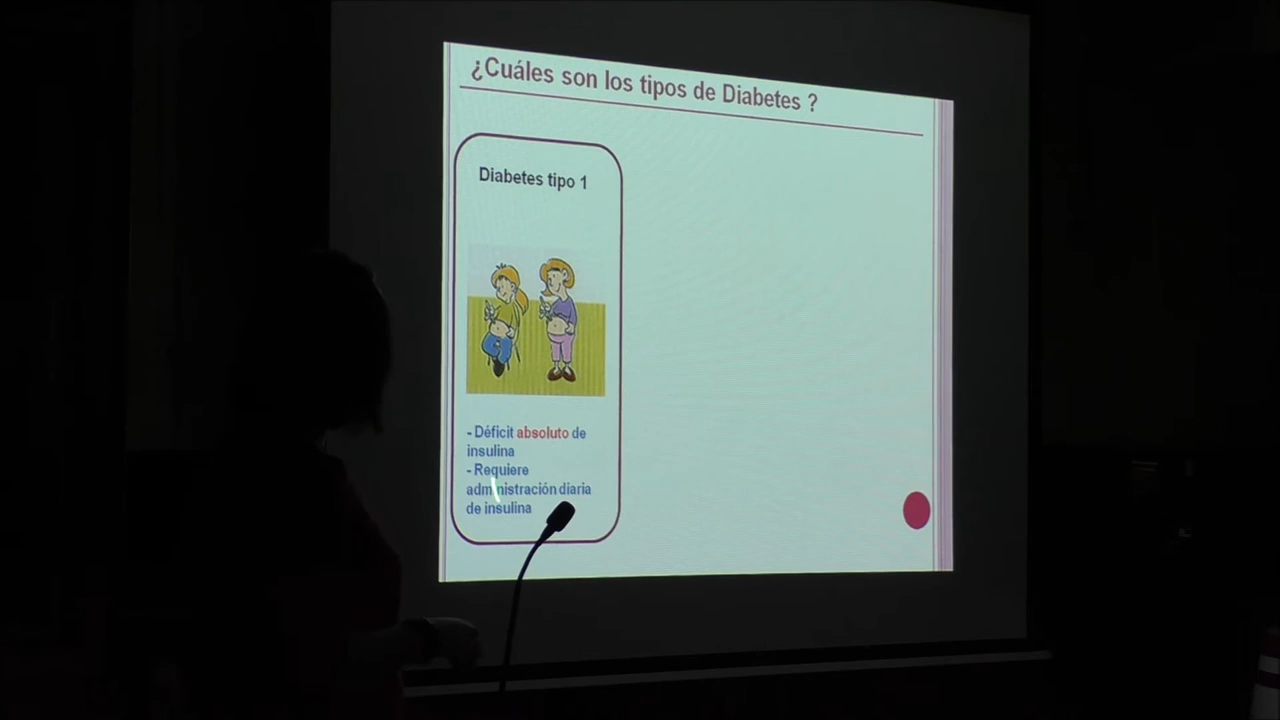 ¿Cuáles son los tipos de Diabetes ?
Diabetes tipo 1
- Déficit absoluto de
insulina
- Requiere
administración diaria
de insulina